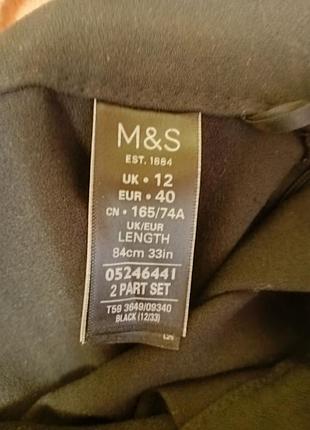 M&S
EST. 1884
UK • 12
EUR • 40
CN • 165/74A
UK/EUR
LENGTH
84cm 33in
05246441
2 PART SET
T59 3649/09340
BLACK (12/33)